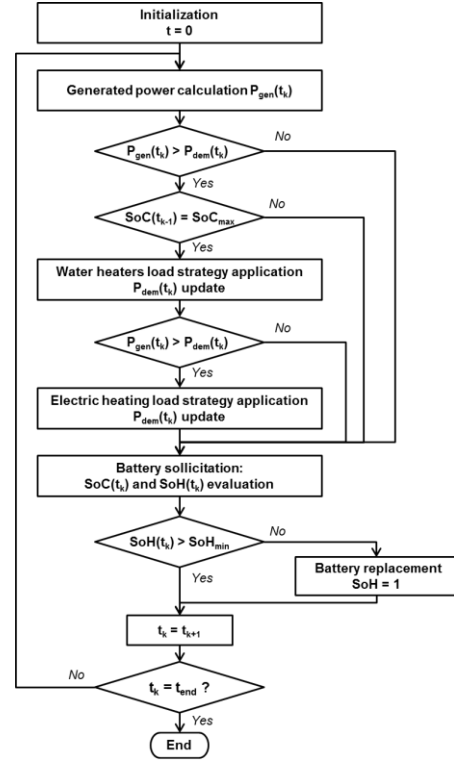 Initialization
t = 0
Generated power calculation P_gen(t_k)
No
P_gen(t_k) > P_dem(t_k)
Yes
No
SoC(t_k-1) = SoC_max
Yes
Water heaters load strategy application
P_dem(t_k) update
No
P_gen(t_k) > P_dem(t_k)
Yes
Electric heating load strategy application
P_dem(t_k) update
Battery sollicitation:
SoC(t_k) and SoH(t_k) evaluation
No
SoH(t_k) > SoH_min
Yes
Battery replacement
SoH = 1
t_k = t_k+1
No
t_k = t_end ?
Yes
End